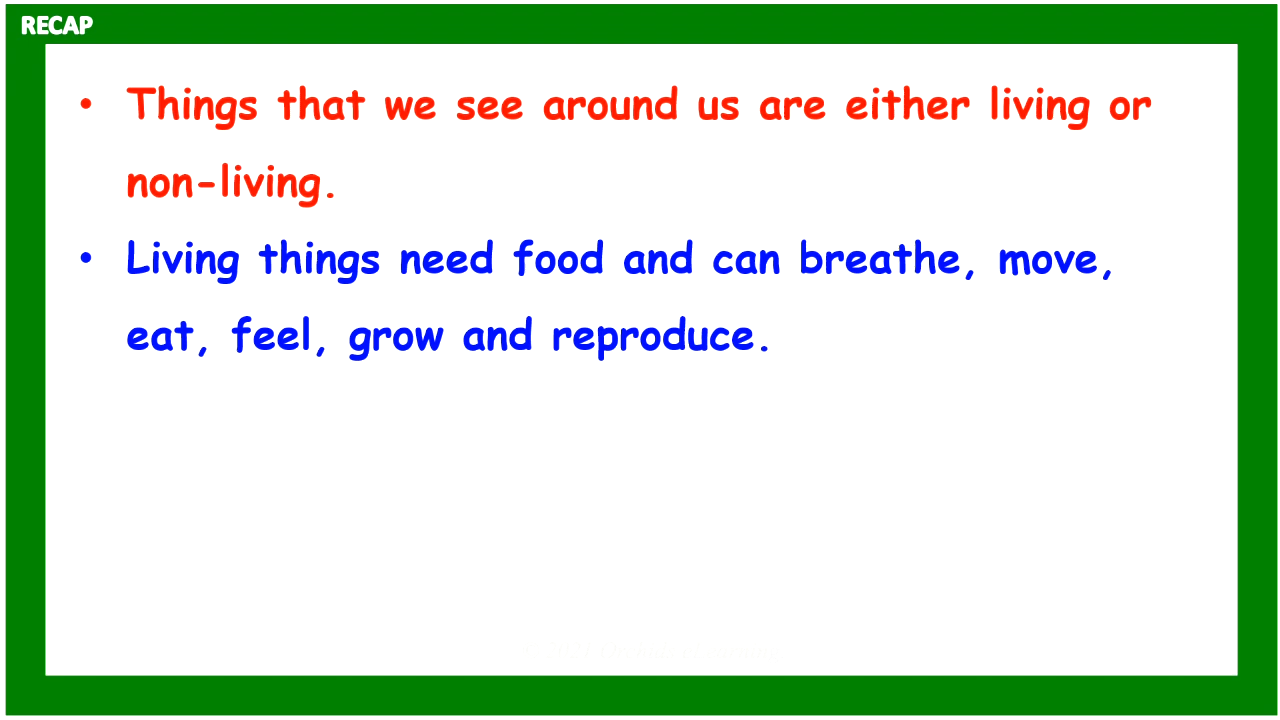 RECAP
• Things that we see around us are either living or
non-living.
• Living things need food and can breathe, move,
eat, feel, grow and reproduce.